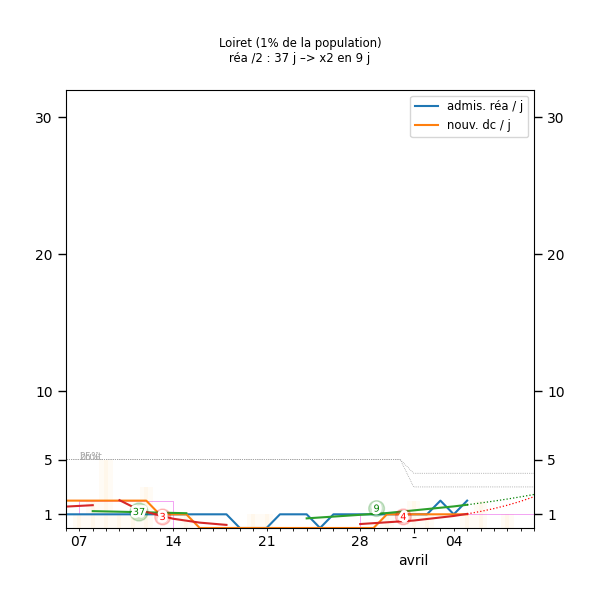 Loiret (1% de la population)
réa /2 : 37 j –> x2 en 9 j
admis. réa / j
nouv. dc / j
30 30
20 20
10 10
5 5
1 1
37
3
9
4
07 14 21 28 - 04
avril